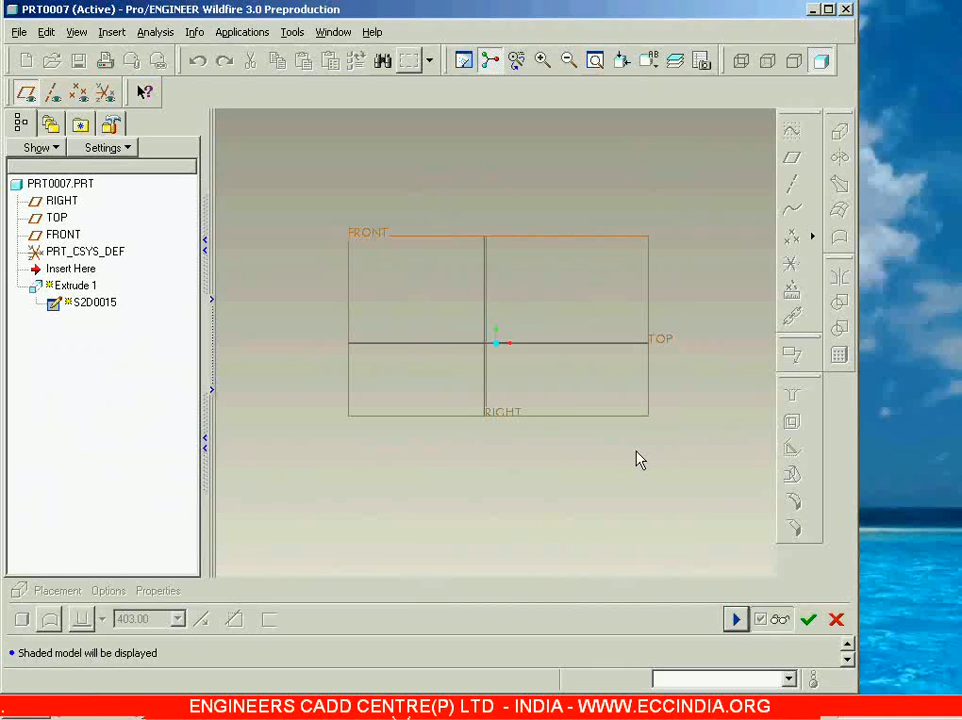 PRT0007 (Active) - Pro/ENGINEER Wildfire 3.0 Preproduction
File Edit View Insert Analysis Info Applications Tools Window Help
Show Settings
PRT0007.PRT
RIGHT
TOP
FRONT
PRT_CSYS_DEF
Insert Here
Extrude 1
S2D0015
FRONT
TOP
RIGHT
Placement Options Properties
403.00
Shaded model will be displayed
ENGINEERS CADD CENTRE(P) LTD - INDIA - WWW.ECCINDIA.ORG